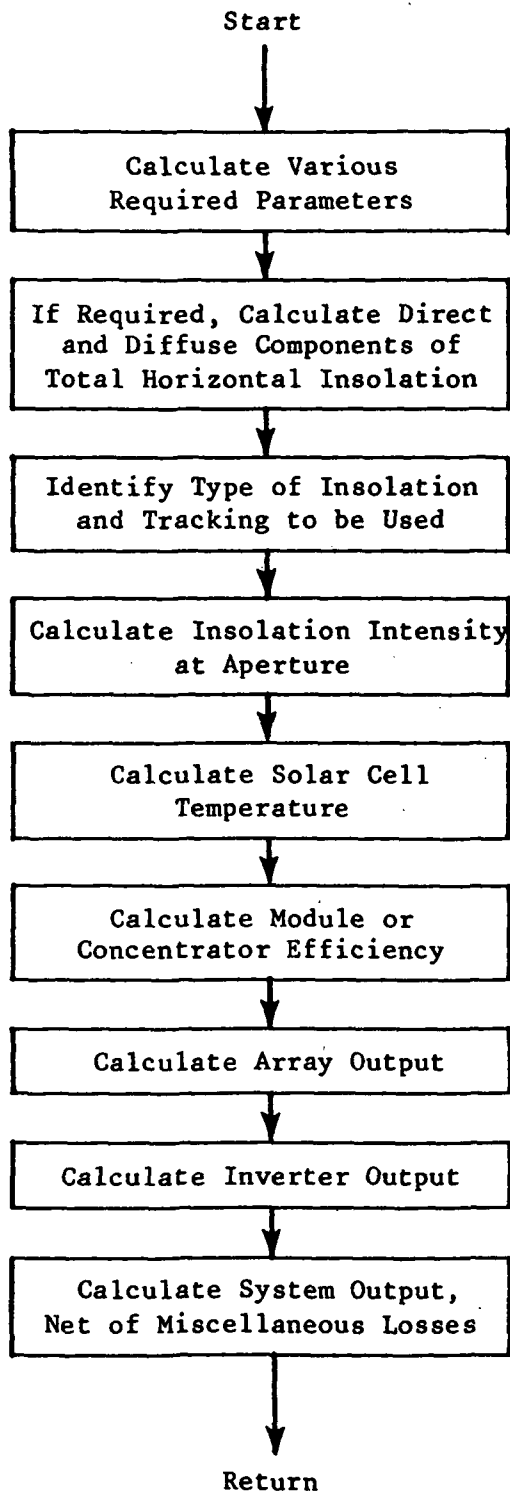 Start
Calculate Various
Required Parameters
If Required, Calculate Direct
and Diffuse Components of
Total Horizontal Insolation
Identify Type of Insolation
and Tracking to be Used
Calculate Insolation Intensity
at Aperture
Calculate Solar Cell
Temperature
Calculate Module or
Concentrator Efficiency
Calculate Array Output
Calculate Inverter Output
Calculate System Output,
Net of Miscellaneous Losses
Return